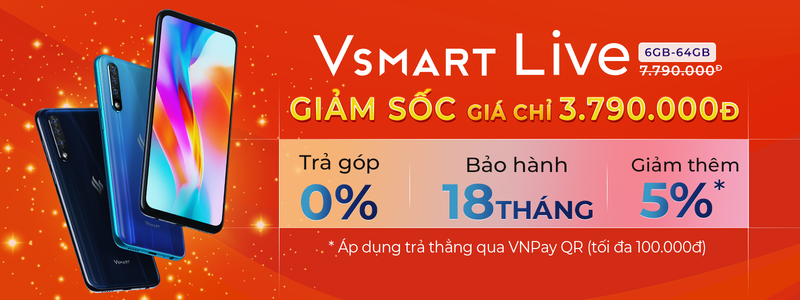 VSMART Live
6GB-64GB
7.790.000Đ
GIẢM SỐC GIÁ CHỈ 3.790.000Đ
Trả góp
0%
Bảo hành
18THÁNG
Giảm thêm
5%*
* Áp dụng trả thẳng qua VNPay QR (tối đa 100.000đ)
VSMART